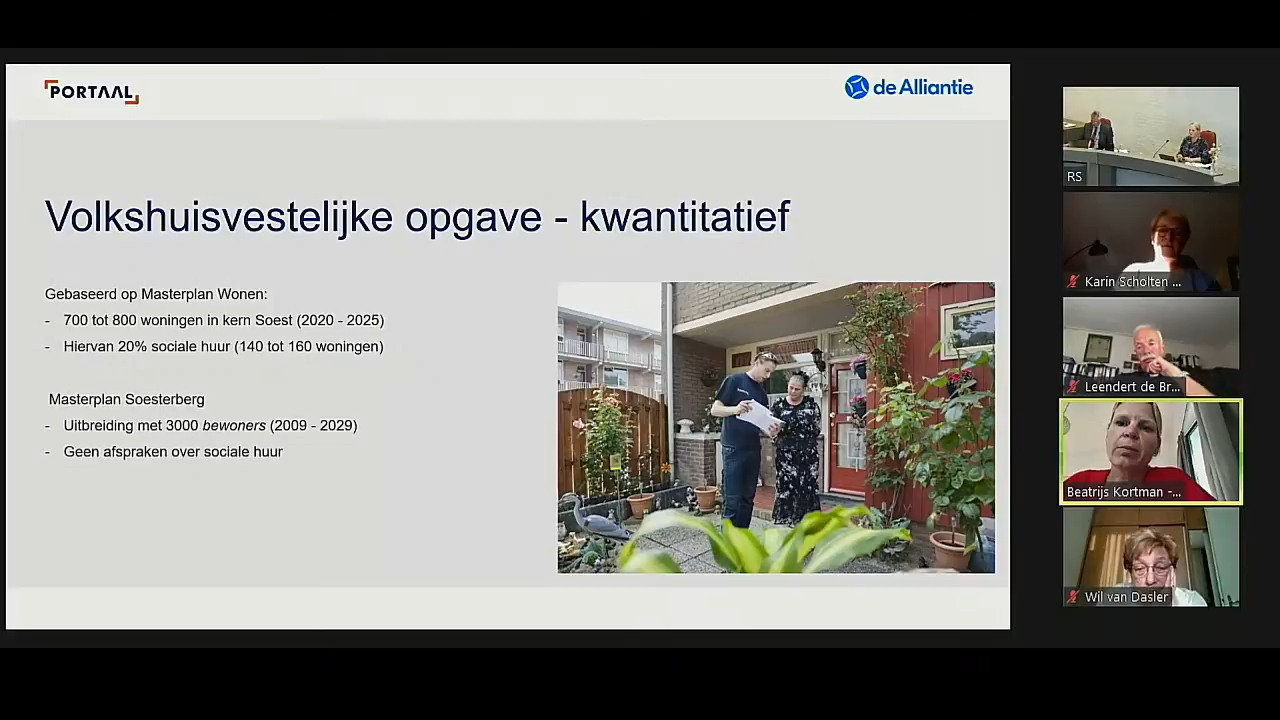 PORTAAL
de Alliantie
Volkshuisvestelijke opgave - kwantitatief
Gebaseerd op Masterplan Wonen:
- 700 tot 800 woningen in kern Soest (2020 - 2025)
- Hiervan 20% sociale huur (140 tot 160 woningen)
Masterplan Soesterberg
- Uitbreiding met 3000 bewoners (2009 - 2029)
- Geen afspraken over sociale huur
RS
Karin Scholten ...
Leendert de Br...
Beatrijs Kortman -...
Wil van Dasler